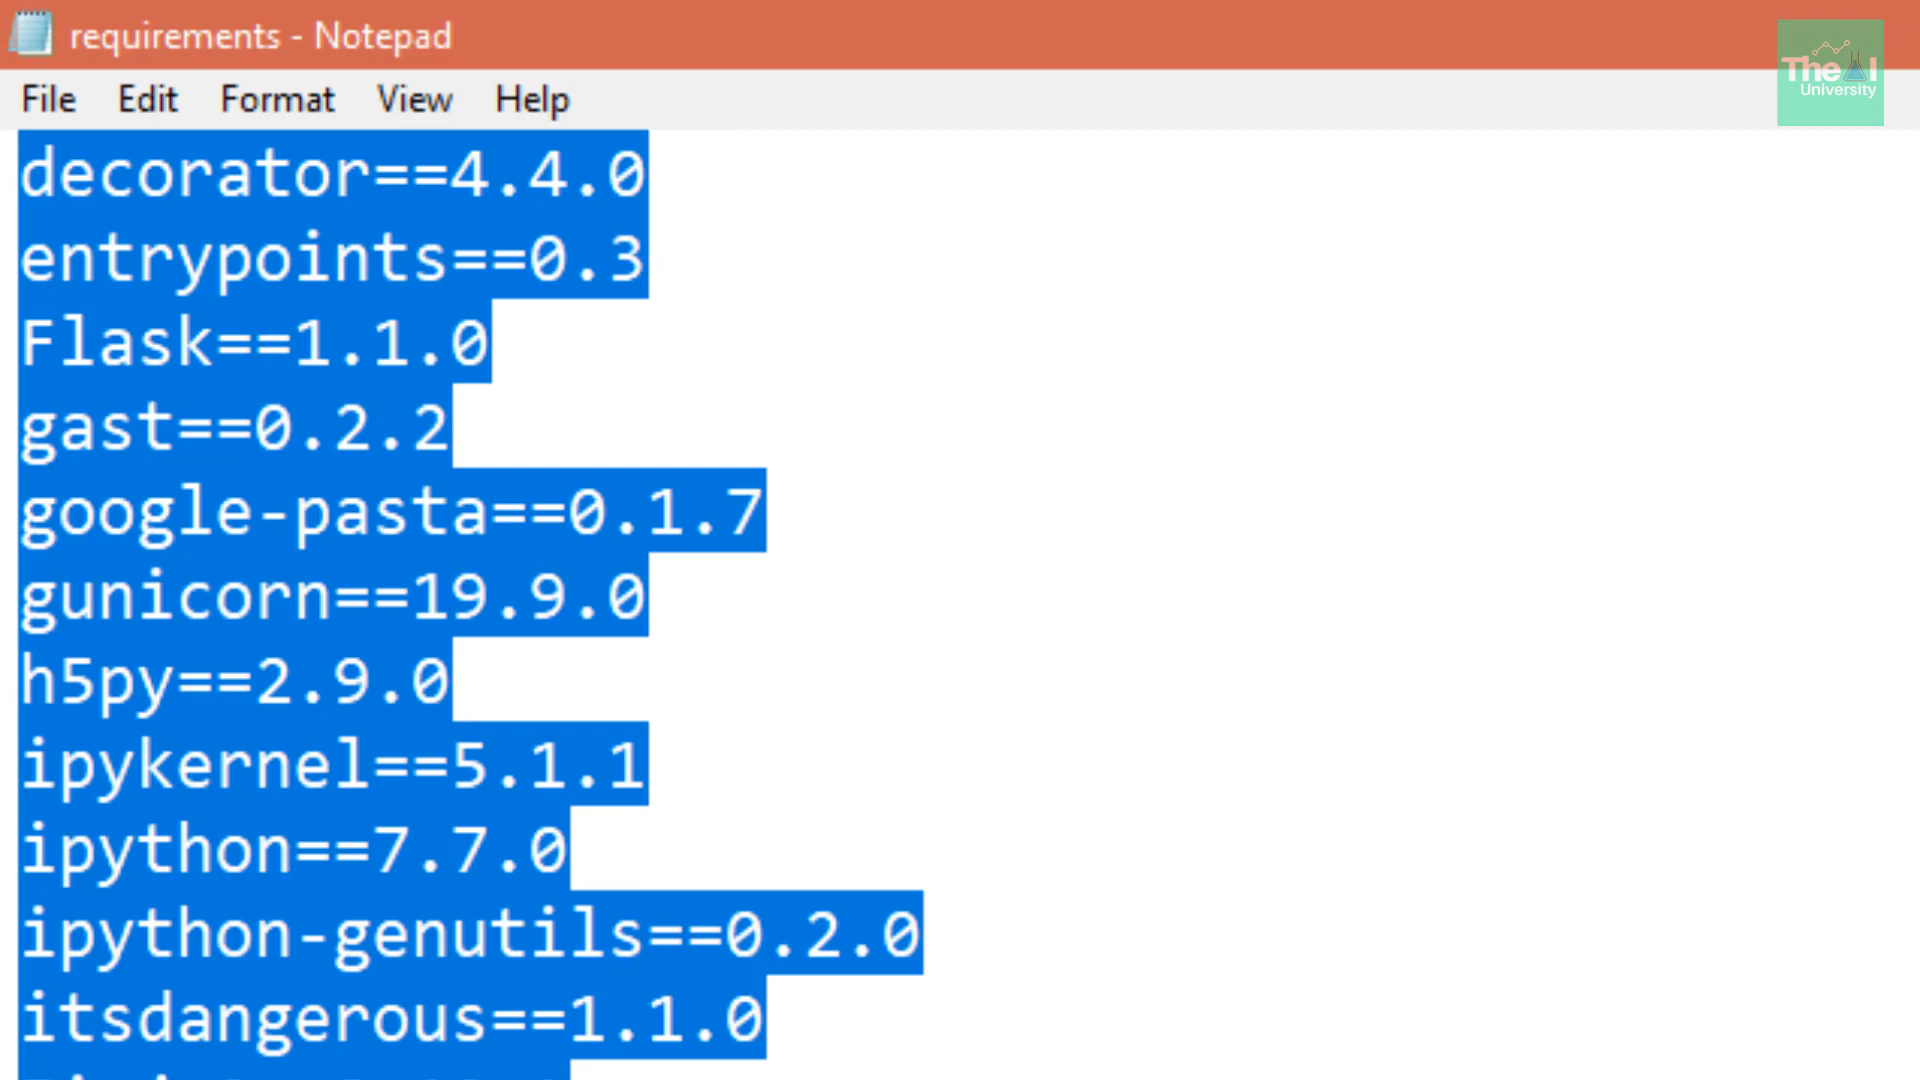 requirements - Notepad
File Edit Format View Help
The AI
University
decorator==4.4.0
entrypoints==0.3
Flask==1.1.0
gast==0.2.2
google-pasta==0.1.7
gunicorn==19.9.0
h5py==2.9.0
ipykernel==5.1.1
ipython==7.7.0
ipython-genutils==0.2.0
itsdangerous==1.1.0